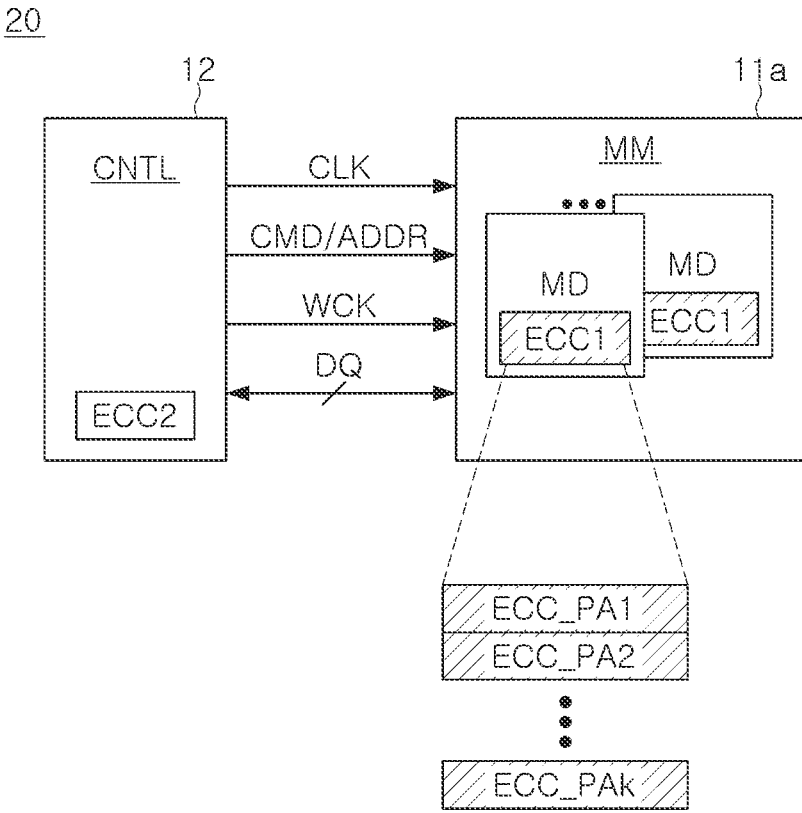 20
12
11a
CNTL
MM
CLK
CMD/ADDR
WCK
DQ
ECC2
MD
ECC1
MD
ECC1
ECC_PA1
ECC_PA2
ECC_PAk